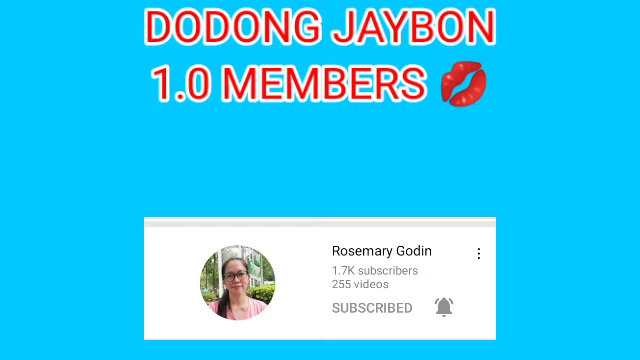 DODONG JAYBON
1.0 MEMBERS 💋
Rosemary Godin
1.7K subscribers
255 videos
SUBSCRIBED